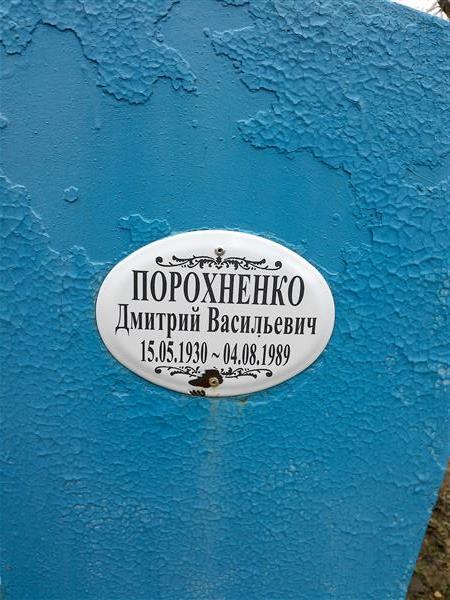 ПОРОХНЕНКО
Дмитрий Васильевич
15.05.1930 ~ 04.08.1989